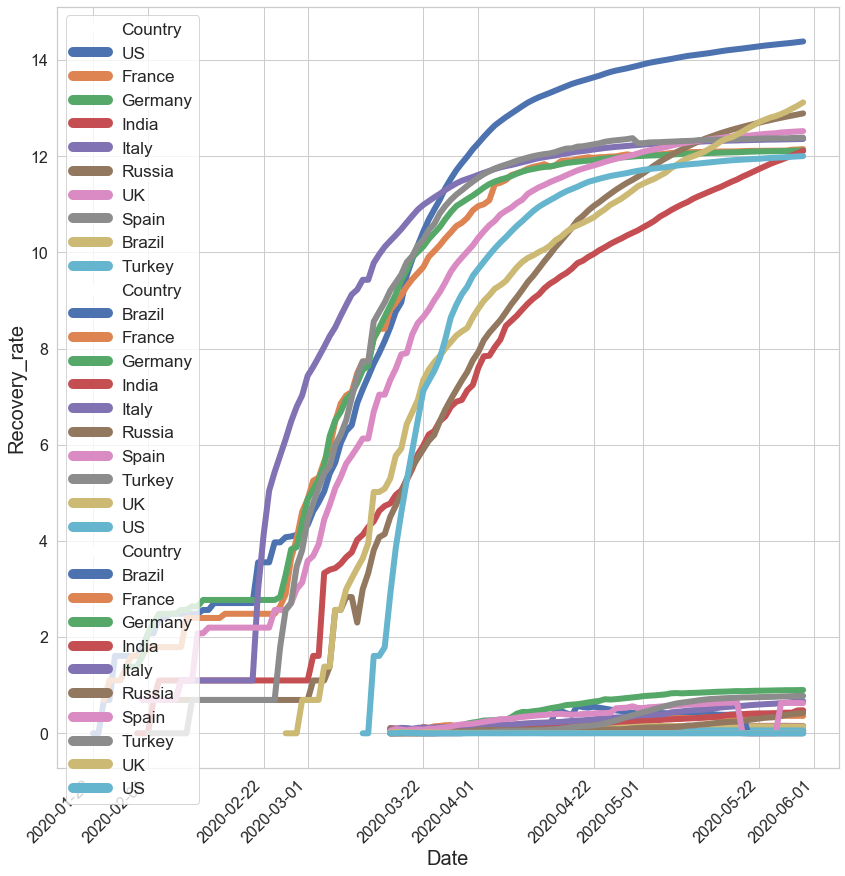 Country
US
France
Germany
India
Italy
Russia
UK
Spain
Brazil
Turkey
Country
Brazil
France
Germany
India
Italy
Russia
Spain
Turkey
UK
US
Country
Brazil
France
Germany
India
Italy
Russia
Spain
Turkey
UK
US
14
12
10
8
6
4
2
0
Recovery_rate
2020-02-22
2020-03-01
2020-03-22
2020-04-01
2020-04-22
2020-05-01
2020-05-22
2020-06-01
Date